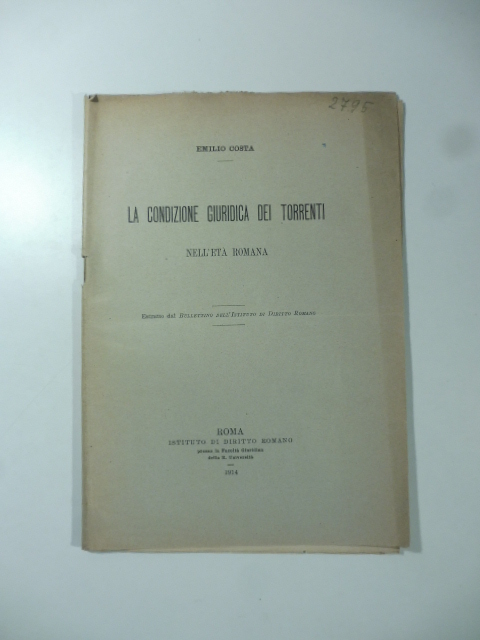 2795
EMILIO COSTA
LA CONDIZIONE GIURIDICA DEI TORRENTI
NELL'ETÀ ROMANA
Estratto dal BULLETTINO DELL'ISTITUTO DI DIRITTO ROMANO
ROMA
ISTITUTO DI DIRITTO ROMANO
presso la Facoltà Giuridica
della R. Università
1914